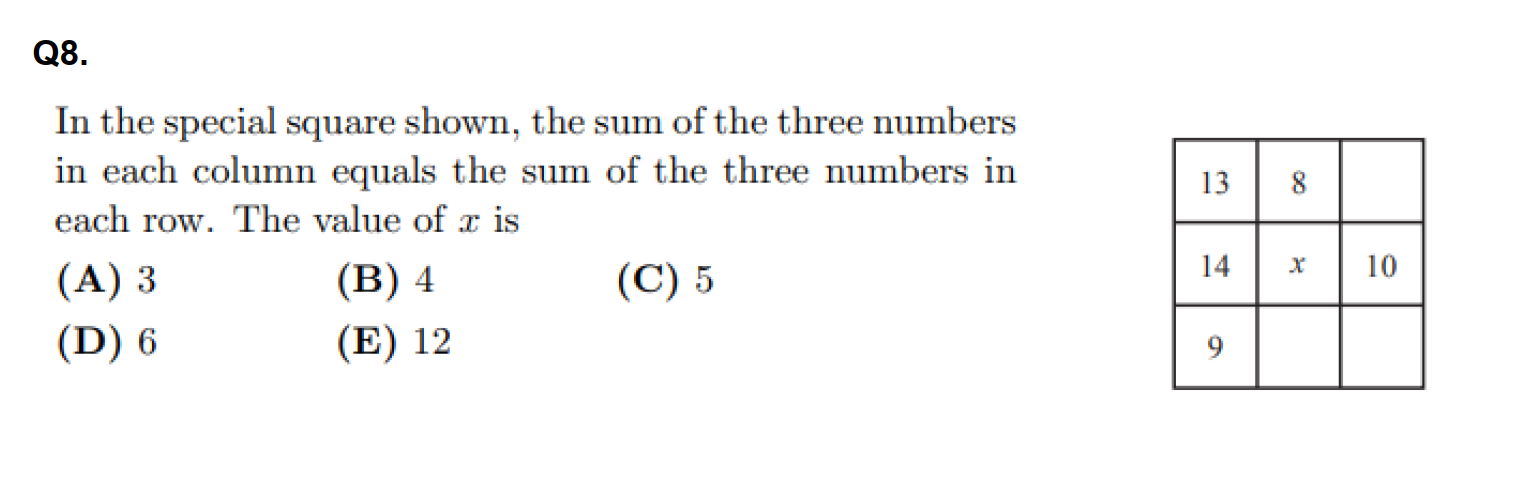 Q8.
In the special square shown, the sum of the three numbers
in each column equals the sum of the three numbers in
each row. The value of x is
(A) 3 (B) 4 (C) 5
(D) 6 (E) 12
13 8
14 x 10
9